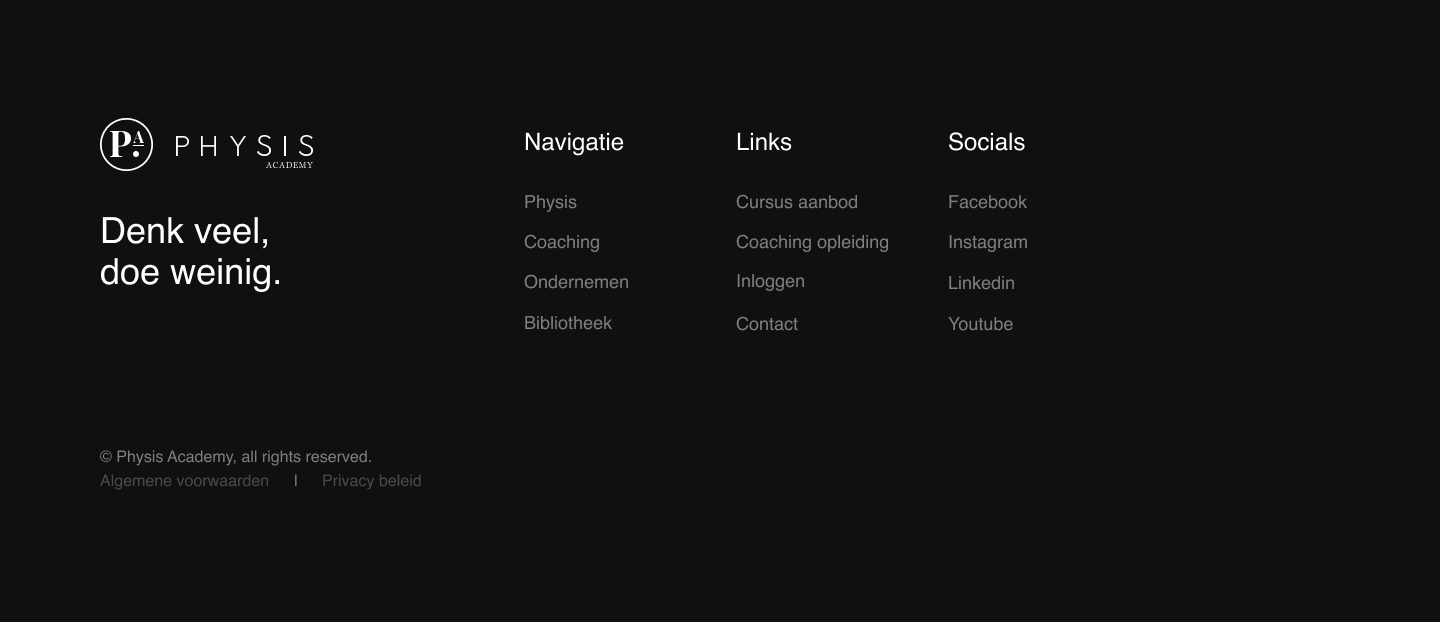 PA.
PHYSIS
ACADEMY
Denk veel,
doe weinig.
Navigatie
Physis
Coaching
Ondernemen
Bibliotheek
Links
Cursus aanbod
Coaching opleiding
Inloggen
Contact
Socials
Facebook
Instagram
Linkedin
Youtube
© Physis Academy, all rights reserved.
Algemene voorwaarden | Privacy beleid